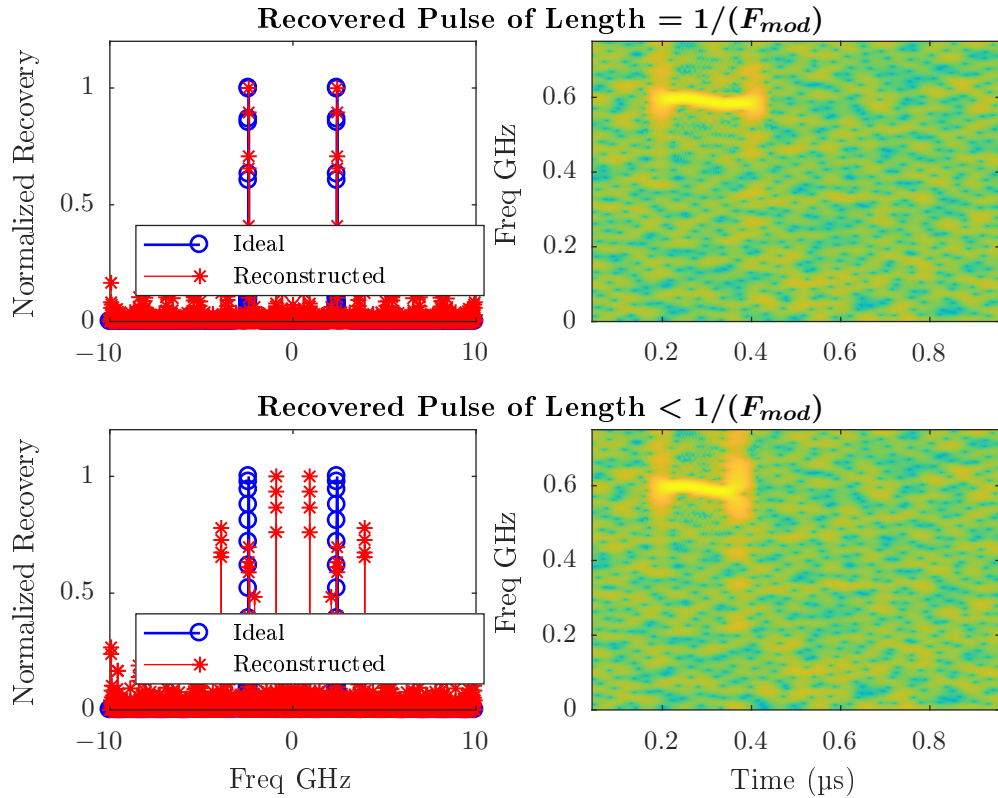 Recovered Pulse of Length = 1/(F_mod)
Normalized Recovery
1
0.5
0
−10
0
10
Ideal
Reconstructed
Freq GHz
0.6
0.4
0.2
0
0.2
0.4
0.6
0.8
Recovered Pulse of Length < 1/(F_mod)
Normalized Recovery
1
0.5
0
−10
0
10
Ideal
Reconstructed
Freq GHz
Freq GHz
0.6
0.4
0.2
0
0.2
0.4
0.6
0.8
Time (µs)